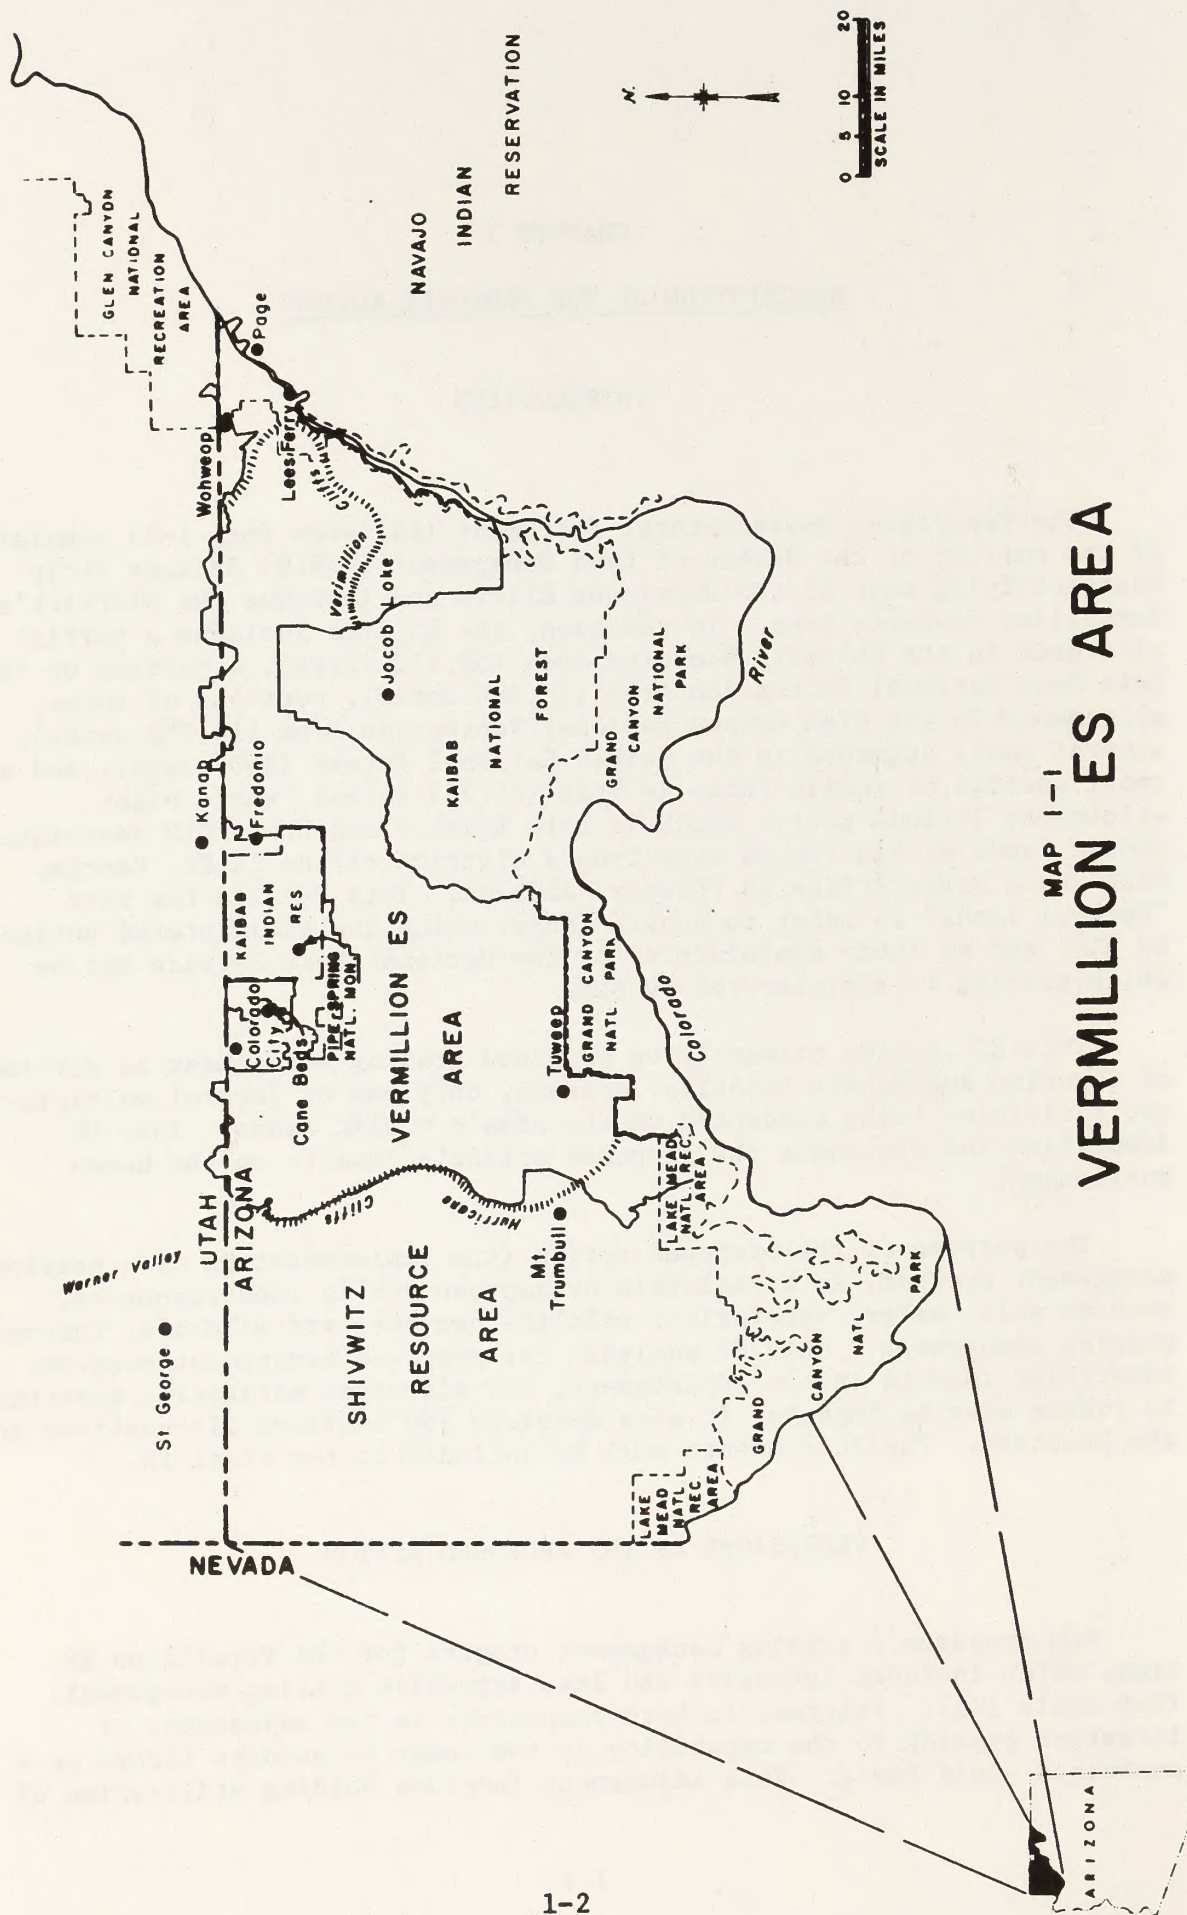 GLEN CANYON
NATIONAL
RECREATION
AREA
NAVAJO
INDIAN
RESERVATION
N.
0 5 10 20
SCALE IN MILES
Page
Wahweap
Lees Ferry
Vermilion
Cliffs
Jacob Lake
KAIBAB
NATIONAL
FOREST
GRAND
CANYON
NATIONAL
PARK
River
Kanab
Fredonia
KAIBAB
INDIAN
RES
PIPE SPRING
NATL. MON.
Colorado
City
Cane Beds
VERMILLION ES
AREA
Tuweep
GRAND CANYON
NATL. PARK
Colorado
UTAH
ARIZONA
Warner Valley
St George
Hurricane
Cliffs
Mt.
Trumbull
LAKE MEAD
NATL. REC.
AREA
SHIVWITZ
RESOURCE
AREA
GRAND
CANYON
NATL
PARK
LAKE
MEAD
NATL.
REC.
AREA
NEVADA
ARIZONA
MAP 1-1
VERMILLION ES AREA
1-2